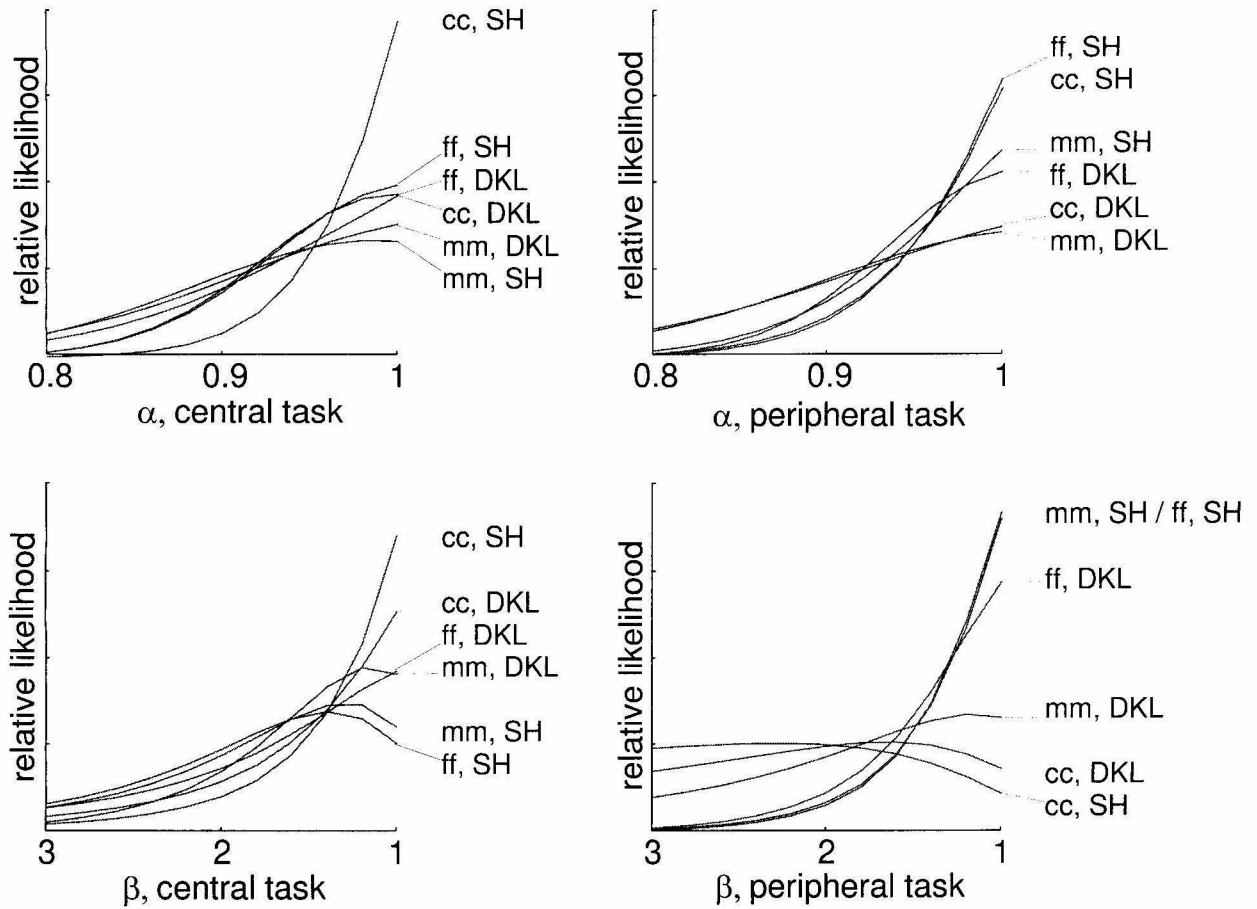 relative likelihood
cc, SH
ff, SH
ff, DKL
cc, DKL
mm, DKL
mm, SH
0.8 0.9 1
α, central task
relative likelihood
ff, SH
cc, SH
mm, SH
ff, DKL
cc, DKL
mm, DKL
0.8 0.9 1
α, peripheral task
relative likelihood
cc, SH
cc, DKL
ff, DKL
mm, DKL
mm, SH
ff, SH
3 2 1
β, central task
relative likelihood
mm, SH / ff, SH
ff, DKL
mm, DKL
cc, DKL
cc, SH
3 2 1
β, peripheral task